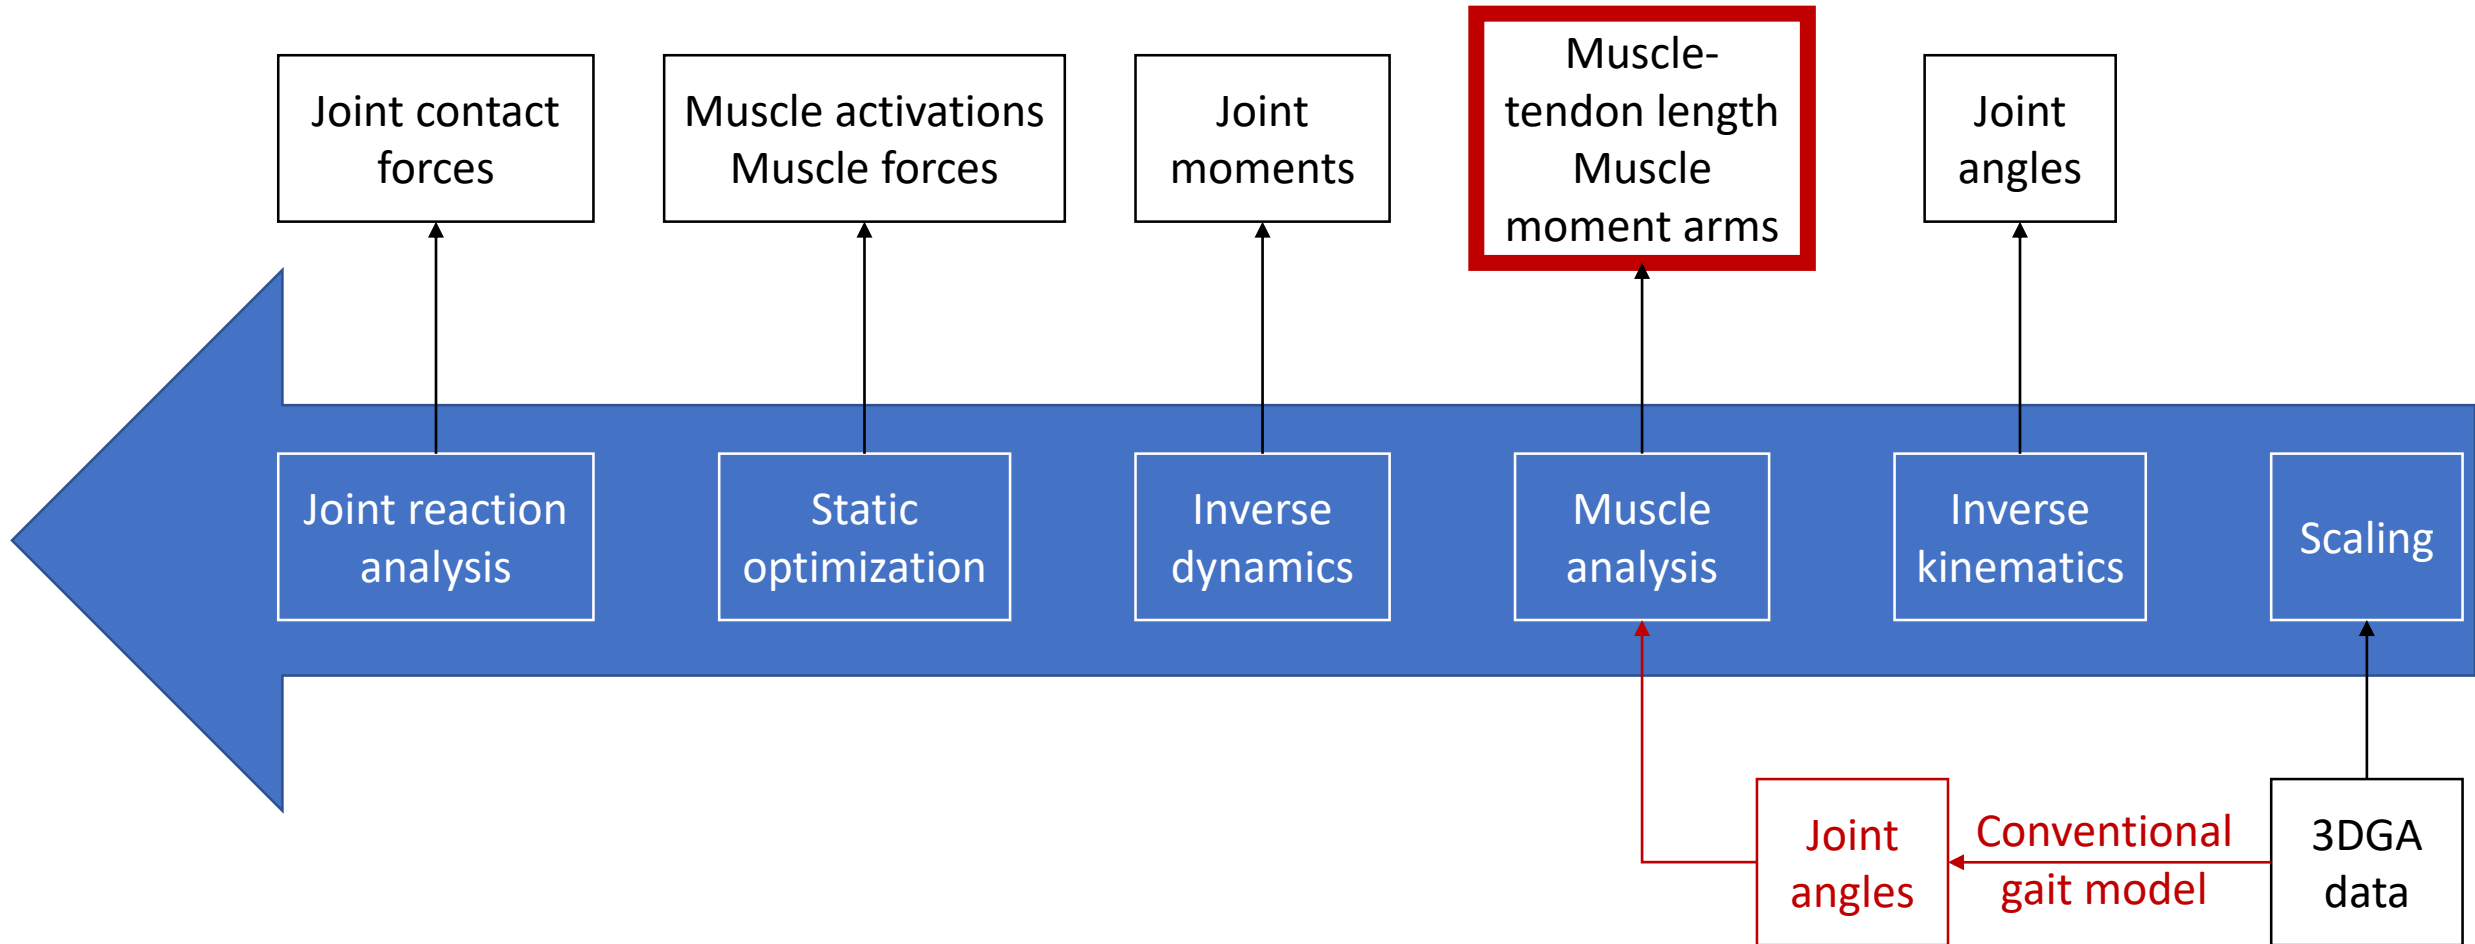 Joint contact
forces
Muscle activations
Muscle forces
Joint
moments
Muscle-
tendon length
Muscle
moment arms
Joint
angles
Joint reaction
analysis
Static
optimization
Inverse
dynamics
Muscle
analysis
Inverse
kinematics
Scaling
Joint
angles
Conventional
gait model
3DGA
data